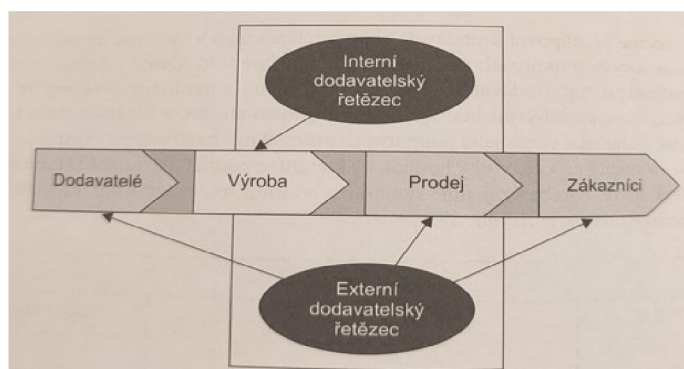 Interní
dodavatelský
řetězec
Dodavatelé
Výroba
Prodej
Zákazníci
Externí
dodavatelský
řetězec